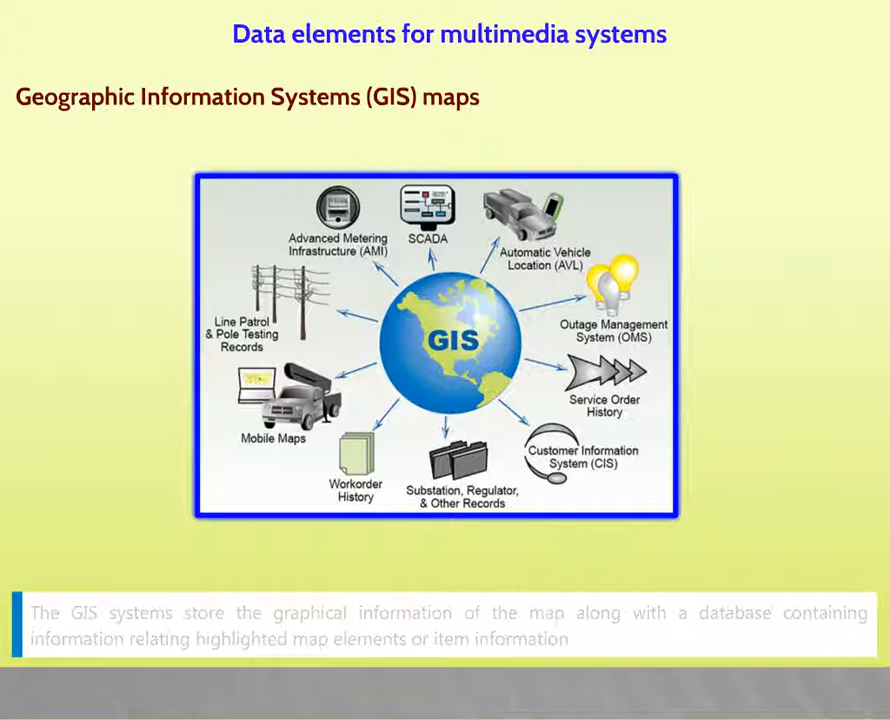 Data elements for multimedia systems
Geographic Information Systems (GIS) maps
Advanced Metering
Infrastructure (AMI)
SCADA
Automatic Vehicle
Location (AVL)
Line Patrol
& Pole Testing
Records
GIS
Outage Management
System (OMS)
Service Order
History
Mobile Maps
Customer Information
System (CIS)
Workorder
History
Substation, Regulator,
& Other Records
The GIS systems store the graphical information of the map along with a database containing
information relating highlighted map elements or item information